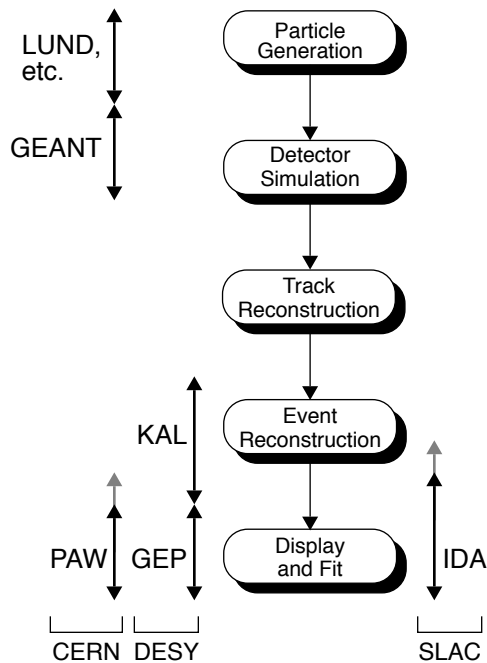 LUND,
etc.
Particle
Generation
GEANT
Detector
Simulation
Track
Reconstruction
KAL
Event
Reconstruction
PAW
GEP
Display
and Fit
IDA
CERN
DESY
SLAC